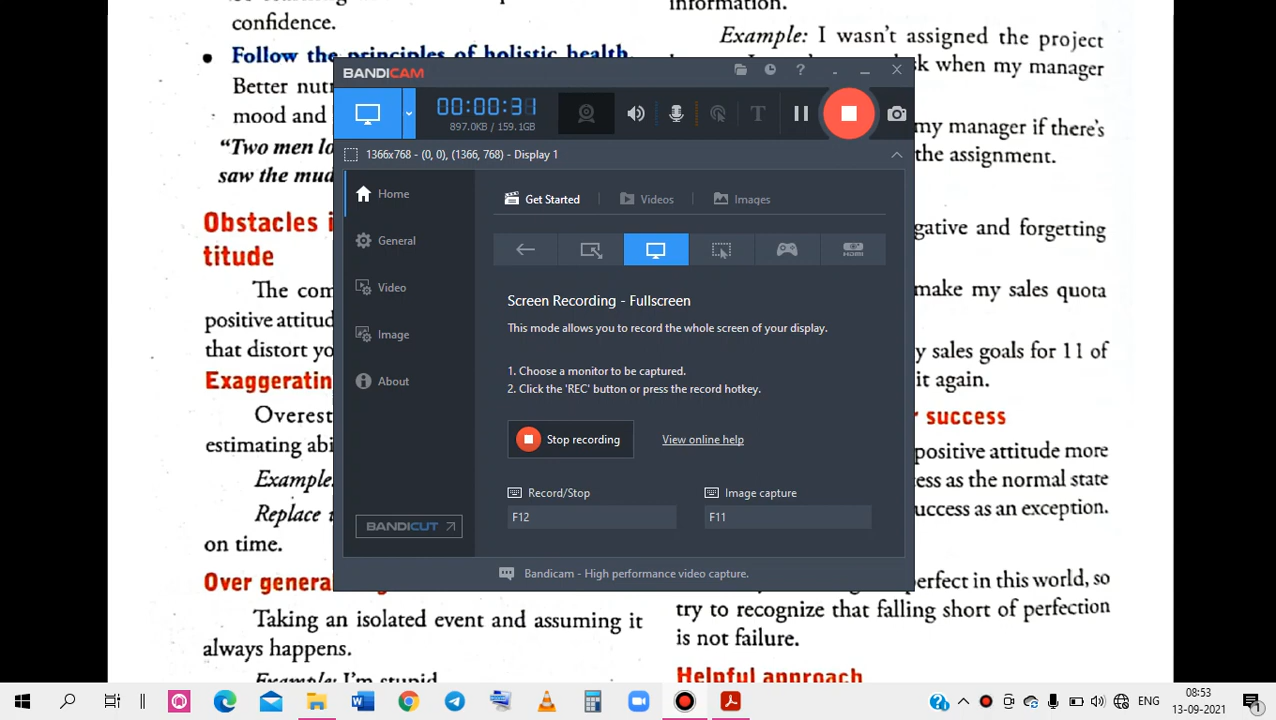 confidence.
• Follow the principles of holistic health
Better nutr
mood and
"Two men lo
saw the mud
Obstacles i
titude
The com
positive attitud
that distort yo
Exaggeratin
Overest
estimating abi
Example:
Replace
on time.
Over genera
Taking an isolated event and assuming it
always happens.
Example: I'm stupid
information.
Example: I wasn't assigned the project
sk when my manager
my manager if there's
the assignment.
gative and forgetting
make my sales quota
y sales goals for 11 of
it again.
r success
positive attitude more
ess as the normal state
uccess as an exception.
erfect in this world, so
try to recognize that falling short of perfection
is not failure.
Helpful approach
BANDICAM
?
00:00:31
897.0KB / 159.1GB
T
1366x768 - (0, 0), (1366, 768) - Display 1
Home
General
Video
Image
About
BANDICUT
Get Started
Videos
Images
HDMI
Screen Recording - Fullscreen
This mode allows you to record the whole screen of your display.
1. Choose a monitor to be captured.
2. Click the 'REC' button or press the record hotkey.
Stop recording
View online help
Record/Stop
Image capture
F12
F11
Bandicam - High performance video capture.
ENG
08:53
13-09-2021
1